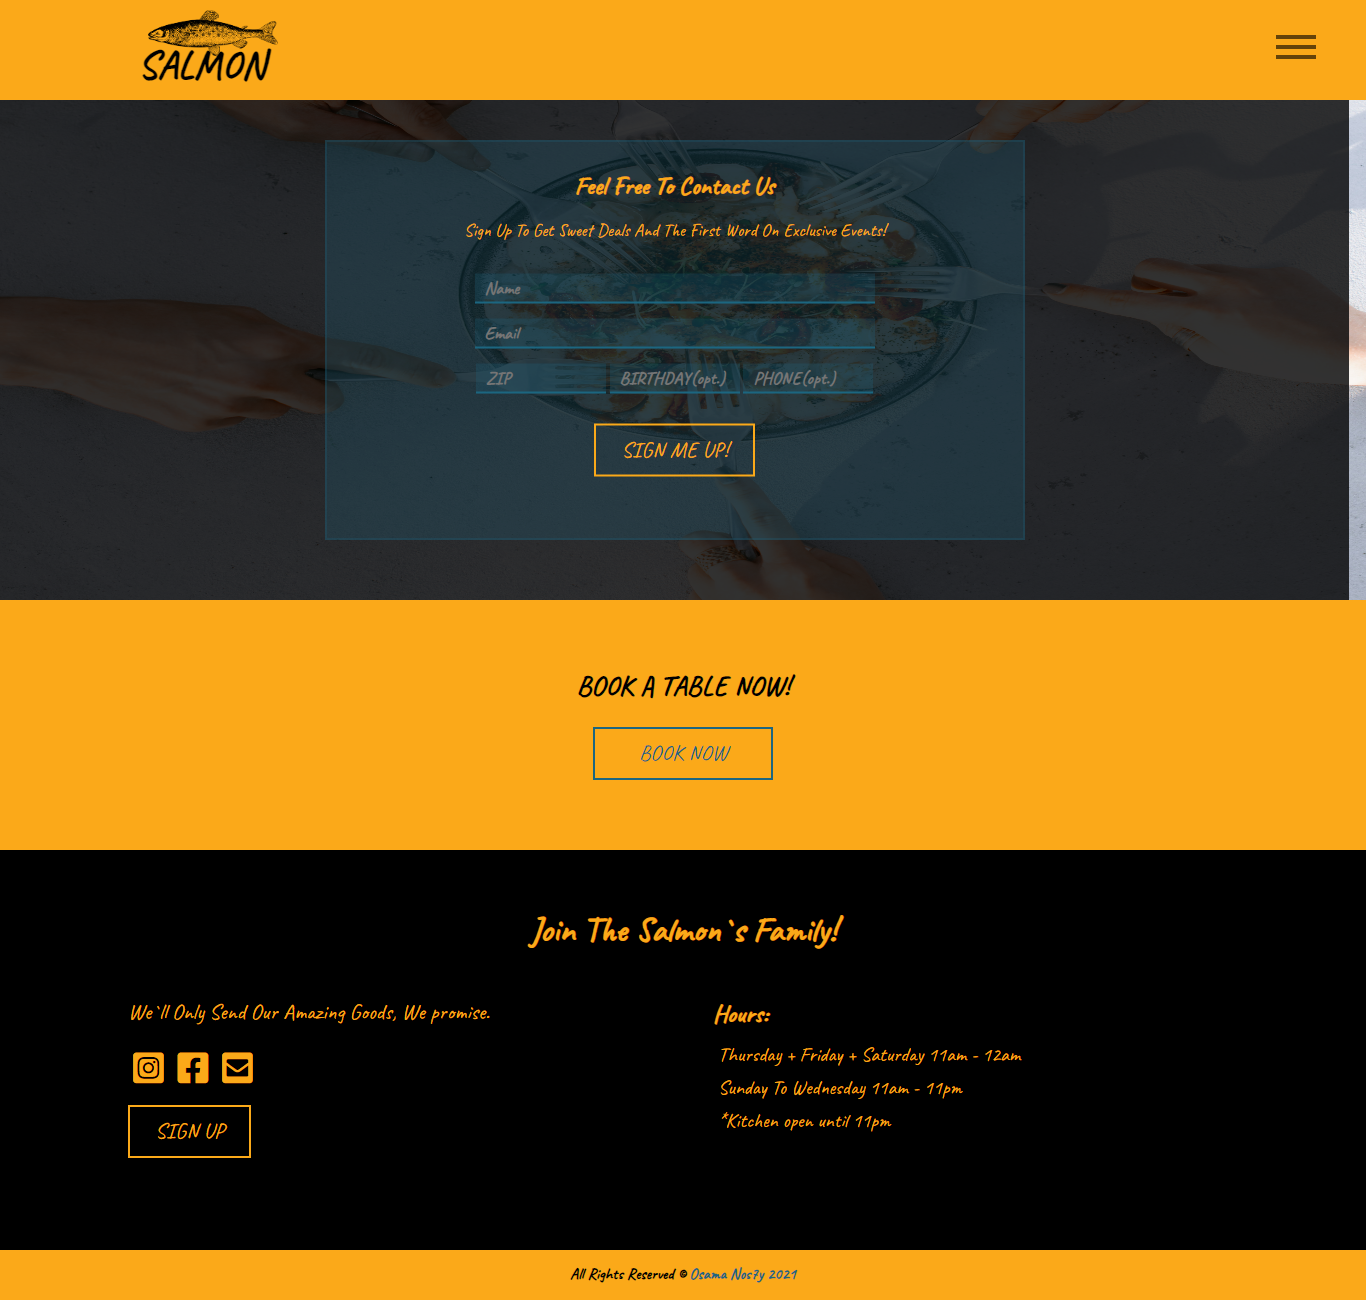 SALMON
Feel Free To Contact Us
Sign Up To Get Sweet Deals And The First Word On Exclusive Events!
Name
Email
ZIP BIRTHDAY(opt.) PHONE(opt.)
SIGN ME UP!
BOOK A TABLE NOW!
BOOK NOW
Join The Salmon`s Family!
We`ll Only Send Our Amazing Goods, We promise.
SIGN UP
Hours:
Thursday + Friday + Saturday 11am - 12am
Sunday To Wednesday 11am - 11pm
*Kitchen open until 11pm
All Rights Reserved © Osama Nos7y 2021